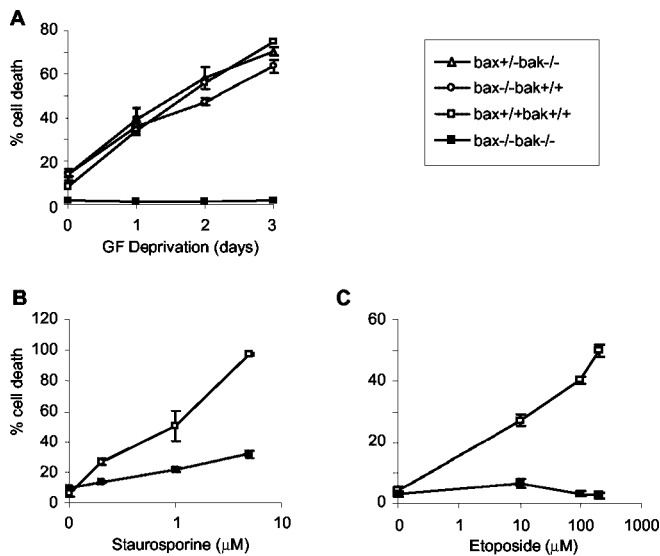 A
80
60
40
20
0
% cell death
0 1 2 3
GF Deprivation (days)
bax+/-bak-/-
bax-/-bak+/+
bax+/+bak+/+
bax-/-bak-/-
B
120
100
80
60
40
20
0
% cell death
0 1 10
Staurosporine (μM)
C
60
40
20
0
0 1 10 100 1000
Etoposide (μM)